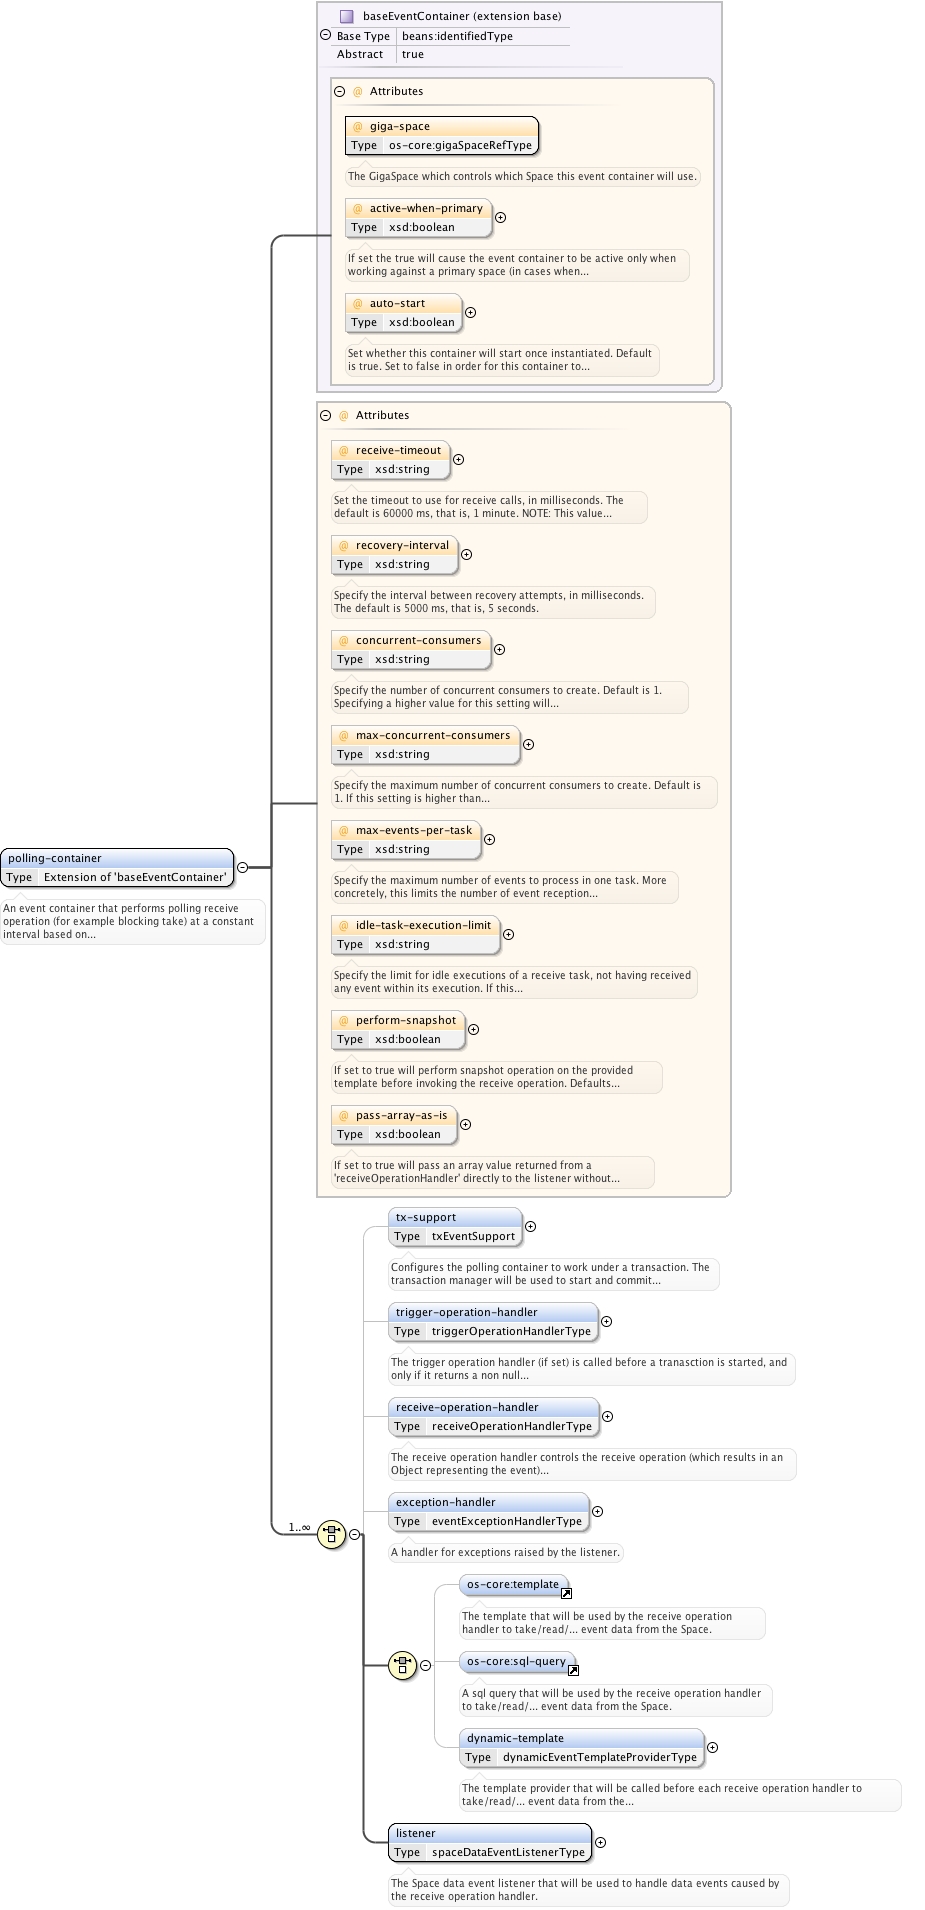 baseEventContainer (extension base)
Base Type beans:identifiedType
Abstract true
@ Attributes
@ giga-space
Type os-core:gigaSpaceRefType
The GigaSpace which controls which Space this event container will use.
@ active-when-primary
Type xsd:boolean
If set the true will cause the event container to be active only when
working against a primary space (in cases when...
@ auto-start
Type xsd:boolean
Set whether this container will start once instantiated. Default
is true. Set to false in order for this container to...
@ Attributes
@ receive-timeout
Type xsd:string
Set the timeout to use for receive calls, in milliseconds. The
default is 60000 ms, that is, 1 minute. NOTE: This value...
@ recovery-interval
Type xsd:string
Specify the interval between recovery attempts, in milliseconds.
The default is 5000 ms, that is, 5 seconds.
@ concurrent-consumers
Type xsd:string
Specify the number of concurrent consumers to create. Default is 1.
Specifying a higher value for this setting will...
@ max-concurrent-consumers
Type xsd:string
Specify the maximum number of concurrent consumers to create. Default is
1. If this setting is higher than...
@ max-events-per-task
Type xsd:string
Specify the maximum number of events to process in one task. More
concretely, this limits the number of event reception...
@ idle-task-execution-limit
Type xsd:string
Specify the limit for idle executions of a receive task, not having received
any event within its execution. If this...
@ perform-snapshot
Type xsd:boolean
If set to true will perform snapshot operation on the provided
template before invoking the receive operation. Defaults...
@ pass-array-as-is
Type xsd:boolean
If set to true will pass an array value returned from a
'receiveOperationHandler' directly to the listener without...
polling-container
Type Extension of 'baseEventContainer'
An event container that performs polling receive
operation (for example blocking take) at a constant
interval based on...
1..∞
tx-support
Type txEventSupport
Configures the polling container to work under a transaction. The
transaction manager will be used to start and commit...
trigger-operation-handler
Type triggerOperationHandlerType
The trigger operation handler (if set) is called before a tranasction is started, and
only if it returns a non null...
receive-operation-handler
Type receiveOperationHandlerType
The receive operation handler controls the receive operation (which results in an
Object representing the event)...
exception-handler
Type eventExceptionHandlerType
A handler for exceptions raised by the listener.
os-core:template
The template that will be used by the receive operation
handler to take/read/... event data from the Space.
os-core:sql-query
A sql query that will be used by the receive operation handler
to take/read/... event data from the Space.
dynamic-template
Type dynamicEventTemplateProviderType
The template provider that will be called before each receive operation handler to
take/read/... event data from the...
listener
Type spaceDataEventListenerType
The Space data event listener that will be used to handle data events caused by
the receive operation handler.